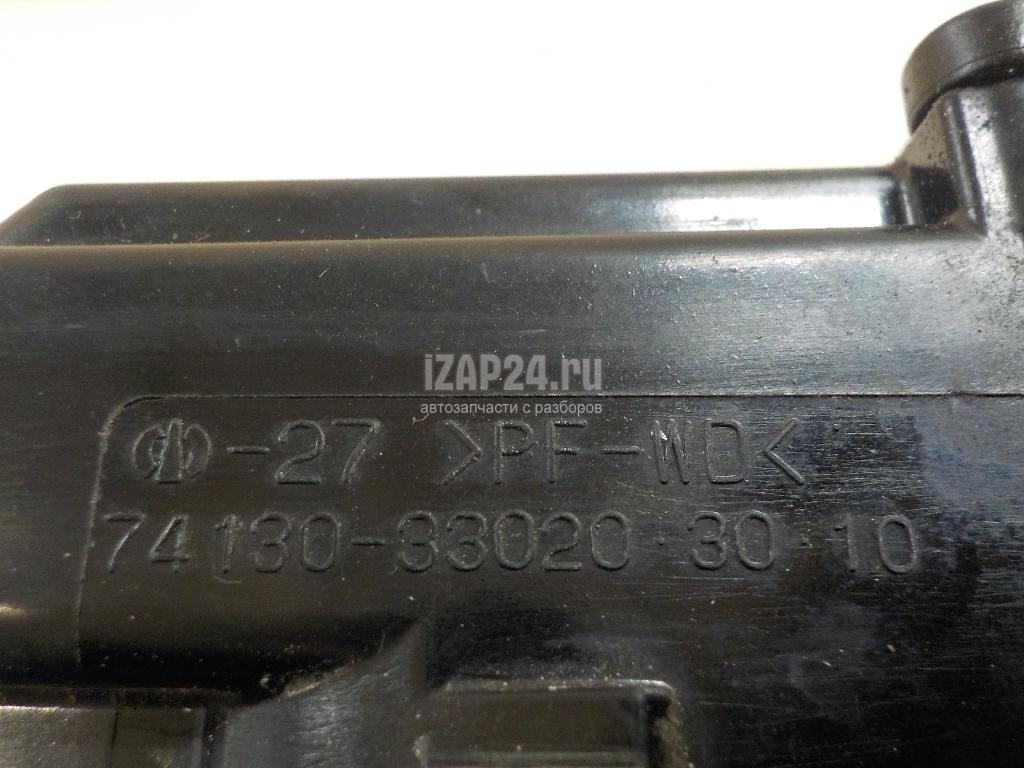 iZAP24.ru
автозапчасти с разборов
-27 >PF-WD<
74130-33020·30·10